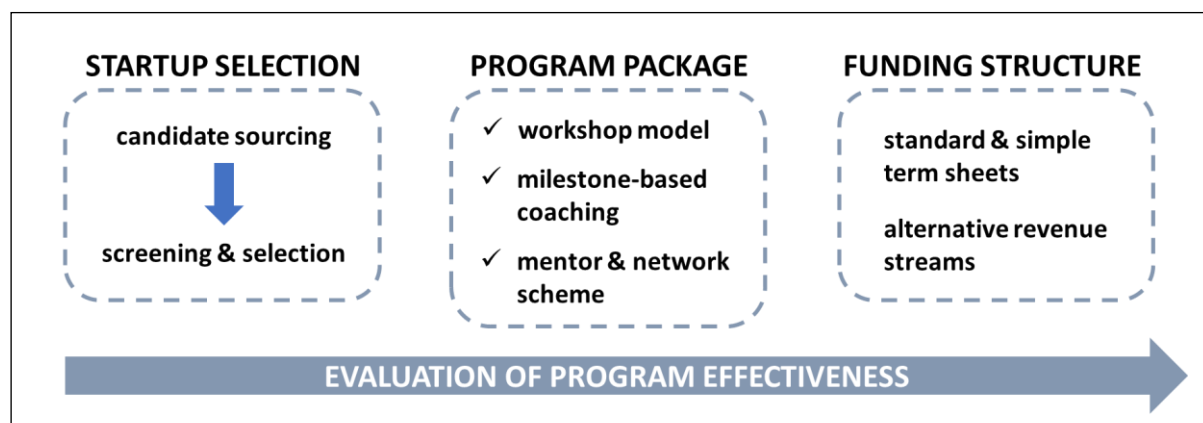 STARTUP SELECTION
candidate sourcing
screening & selection
PROGRAM PACKAGE
✓ workshop model
✓ milestone-based
coaching
✓ mentor & network
scheme
FUNDING STRUCTURE
standard & simple
term sheets
alternative revenue
streams
EVALUATION OF PROGRAM EFFECTIVENESS